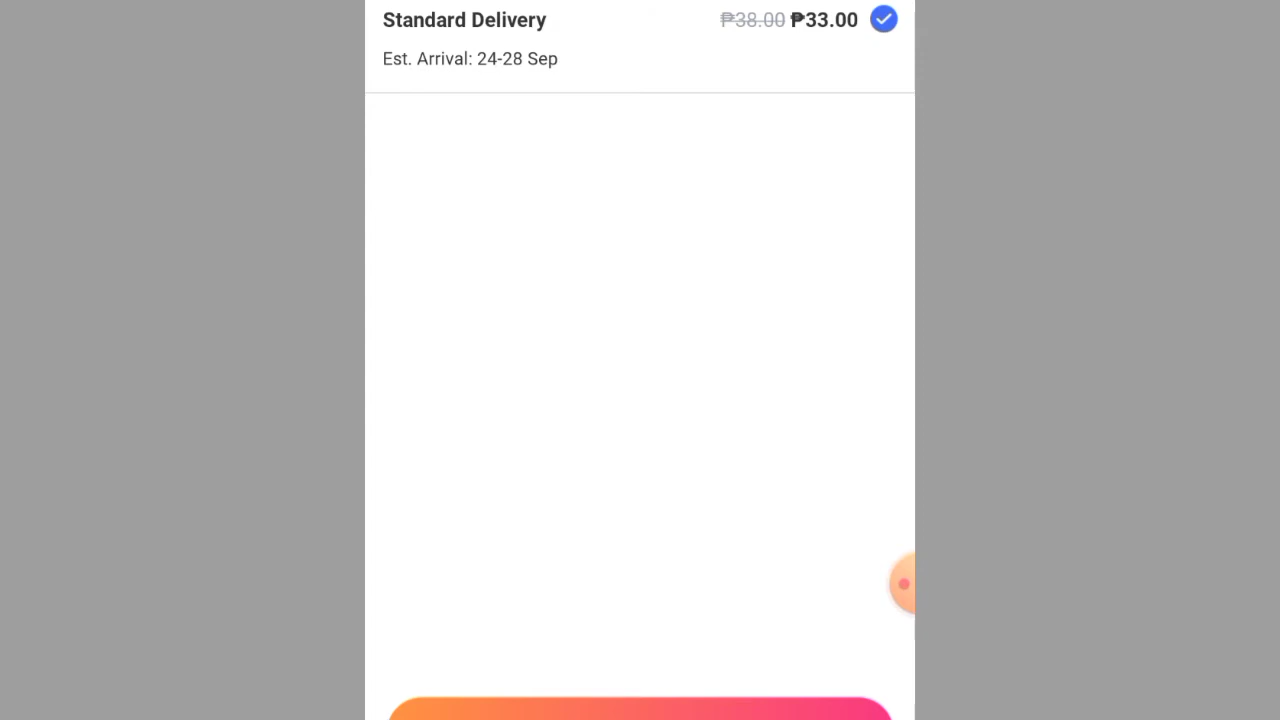 Standard Delivery ₱38.00 ₱33.00
Est. Arrival: 24-28 Sep